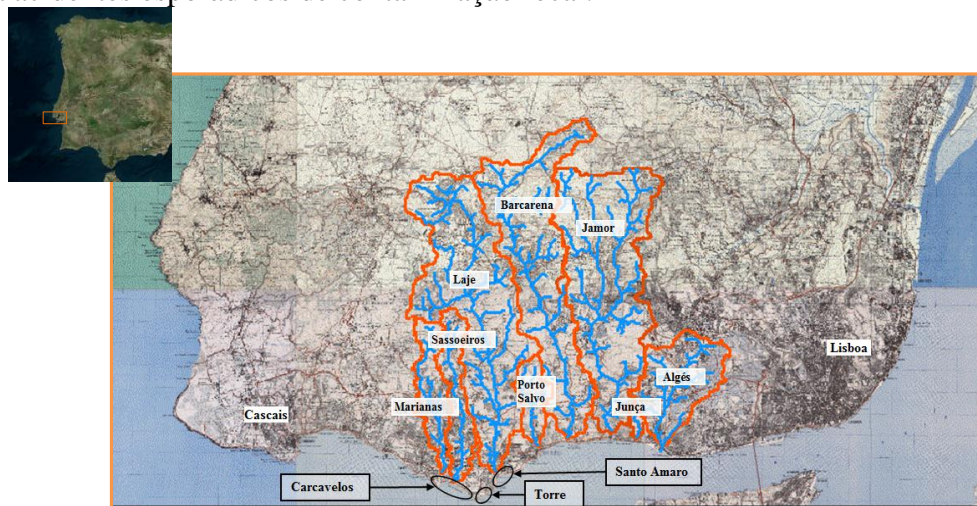 Barcarena
Jamor
Laje
Sassoeiros
Lisboa
Algés
Porto
Salvo
Marianas
Junça
Cascais
Santo Amaro
Carcavelos
Torre